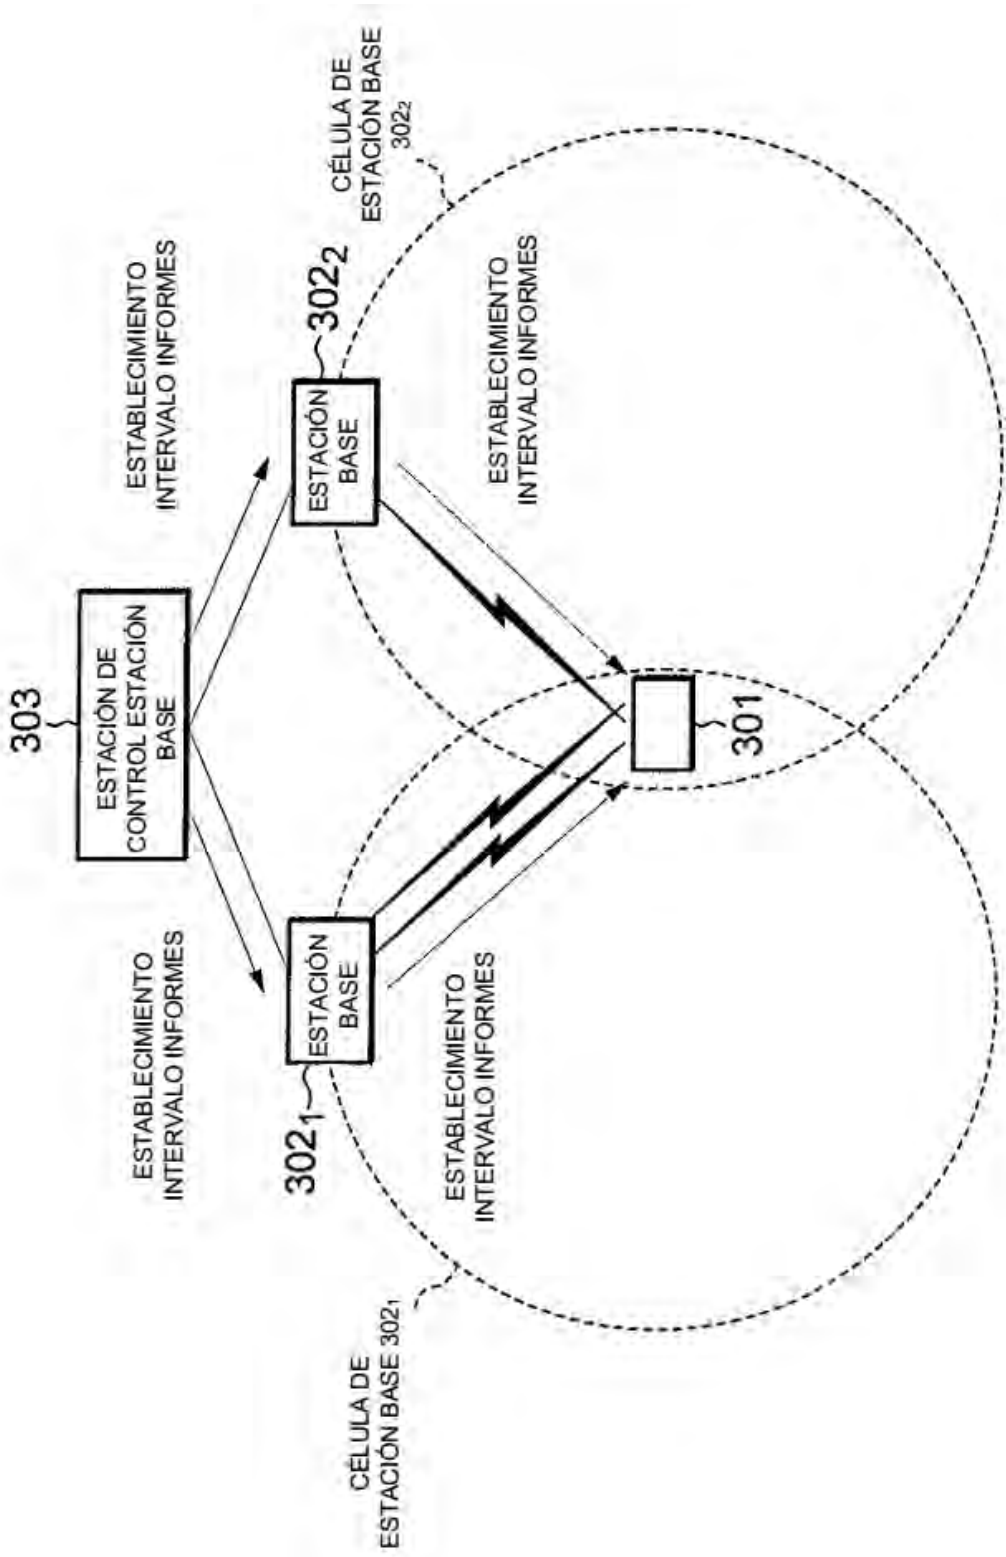 303
ESTACIÓN DE
CONTROL ESTACIÓN
BASE
ESTABLECIMIENTO
INTERVALO INFORMES
ESTABLECIMIENTO
INTERVALO INFORMES
302₁
ESTACIÓN
BASE
ESTACIÓN
BASE
302₂
CÉLULA DE
ESTACIÓN BASE
302₂
CÉLULA DE
ESTACIÓN BASE 302₁
ESTABLECIMIENTO
INTERVALO INFORMES
ESTABLECIMIENTO
INTERVALO INFORMES
301